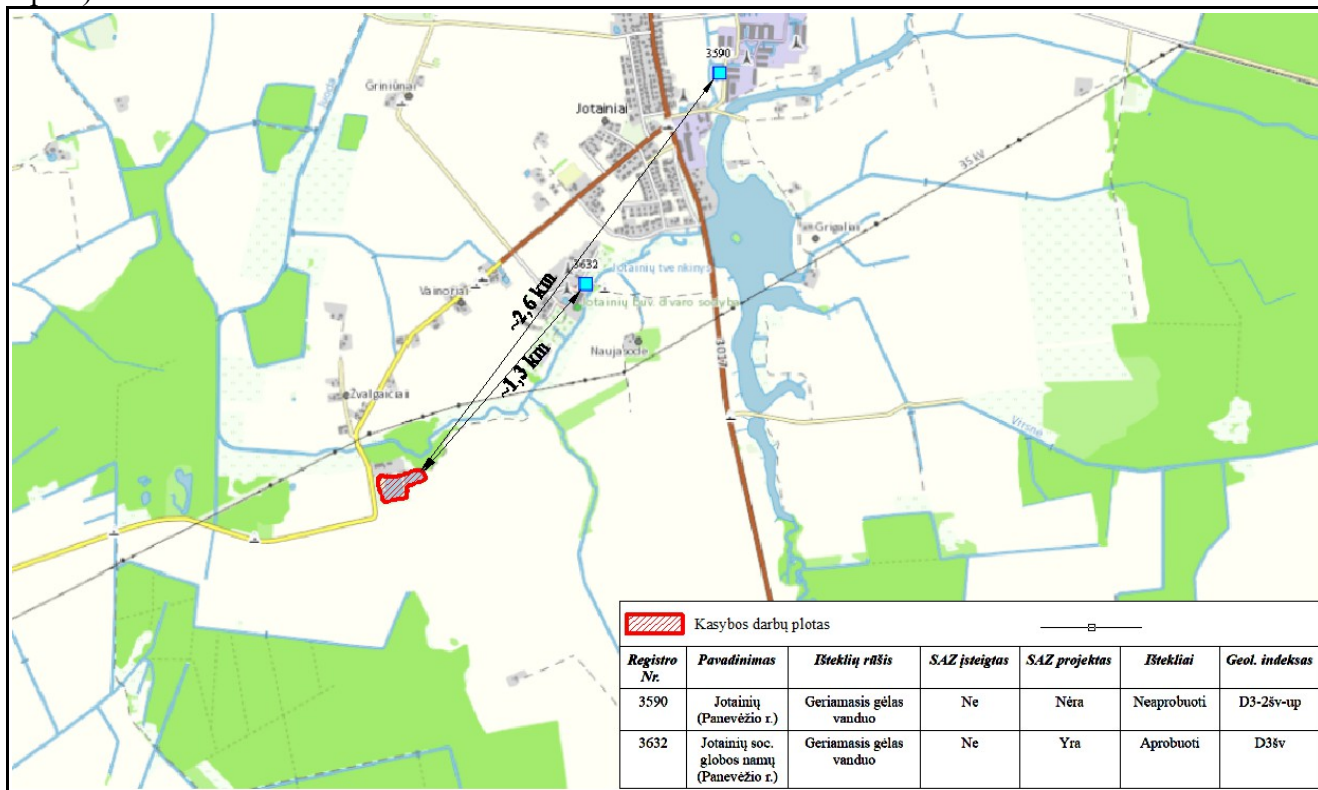 3590
Griniūnai
Juoda
Jotainiai
35 kV
Grigaliai
3632
Jotainių tvenkinys
Jotainių buv. dvaro sodyba
Vainoriai
~2,6 km
~1,3 km
Naujasodė
3017
Žvalgaičiai
Kasybos darbų plotas
Registro Nr. Pavadinimas Išteklių rūšis SAZ įsteigtas SAZ projektas Ištekliai Geol. indeksas
3590 Jotainių (Panevėžio r.) Geriamasis gėlas vanduo Ne Nėra Neaprobuoti D3-2šv-up
3632 Jotainių soc. globos namų (Panevėžio r.) Geriamasis gėlas vanduo Ne Yra Aprobuoti D3šv